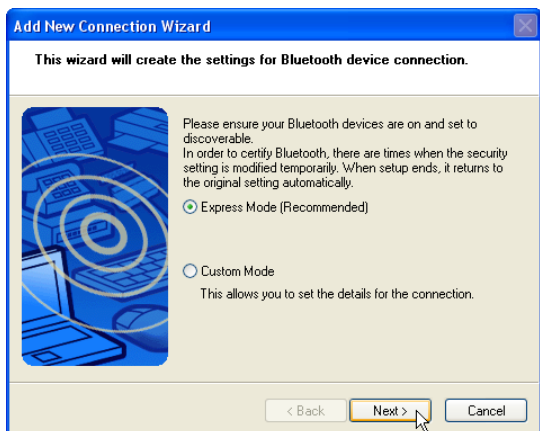 Add New Connection Wizard
This wizard will create the settings for Bluetooth device connection.
Please ensure your Bluetooth devices are on and set to
discoverable.
In order to certify Bluetooth, there are times when the security
setting is modified temporarily. When setup ends, it returns to
the original setting automatically.
Express Mode (Recommended)
Custom Mode
This allows you to set the details for the connection.
< Back Next > Cancel